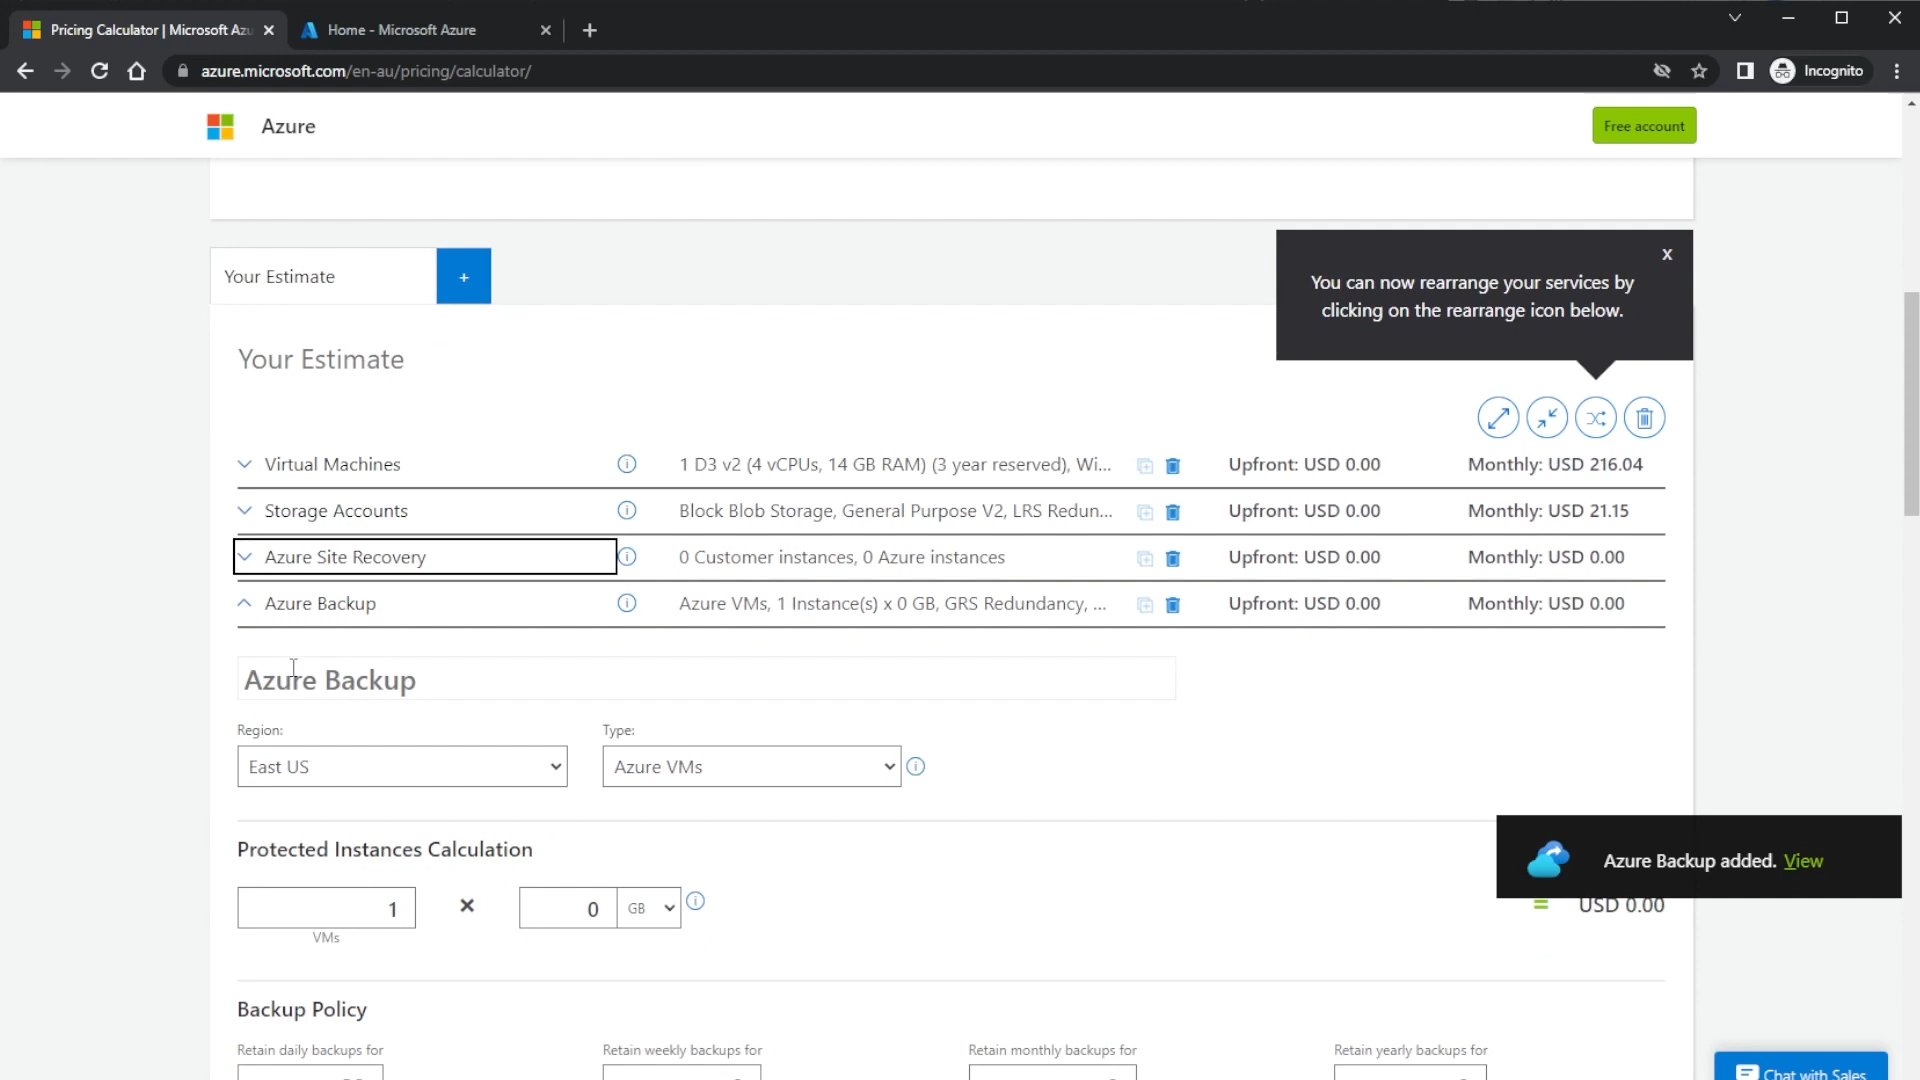 Pricing Calculator | Microsoft Azu
Home - Microsoft Azure
azure.microsoft.com/en-au/pricing/calculator/
Incognito
Azure
Free account
Your Estimate
+
x
You can now rearrange your services by
clicking on the rearrange icon below.
Your Estimate
Virtual Machines
1 D3 v2 (4 vCPUs, 14 GB RAM) (3 year reserved), Wi...
Upfront: USD 0.00
Monthly: USD 216.04
Storage Accounts
Block Blob Storage, General Purpose V2, LRS Redun...
Upfront: USD 0.00
Monthly: USD 21.15
Azure Site Recovery
0 Customer instances, 0 Azure instances
Upfront: USD 0.00
Monthly: USD 0.00
Azure Backup
Azure VMs, 1 Instance(s) x 0 GB, GRS Redundancy, ...
Upfront: USD 0.00
Monthly: USD 0.00
Azure Backup
Region:
Type:
East US
Azure VMs
Azure Backup added. View
Protected Instances Calculation
1
×
0
GB
=
USD 0.00
VMs
Backup Policy
Retain daily backups for
Retain weekly backups for
Retain monthly backups for
Retain yearly backups for
Chat with Sales